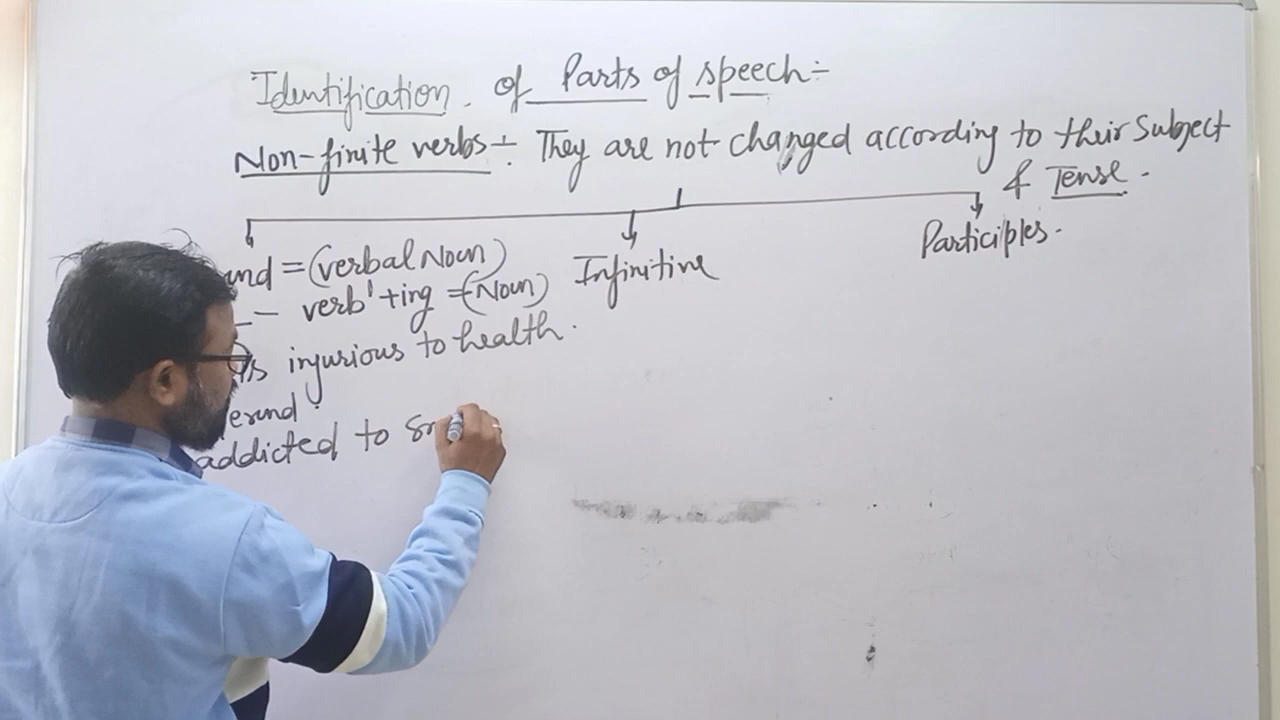 Identification. of Parts of speech:-
Non-finite verbs:- They are not changed according to their Subject
& Tense.
und = (verbal Noun) Infinitive Participles.
- verb'+ing = (Noun)
is injurious to health.
erund
addicted to